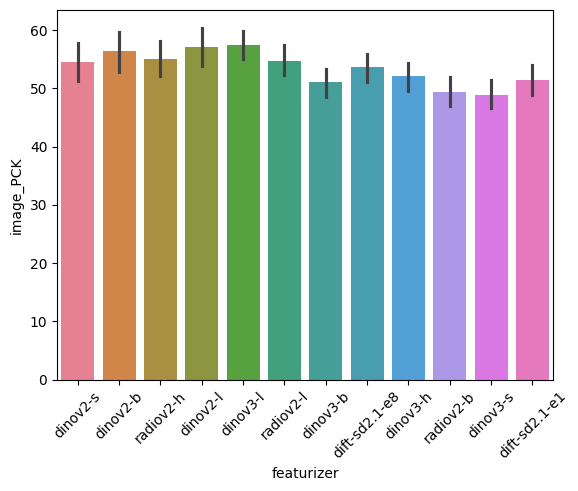 60
50
40
30
20
10
0
image_PCK
dinov2-s
dinov2-b
radiov2-h
dinov2-l
dinov3-l
radiov2-l
dinov3-b
dift-sd2.1-e8
dinov3-h
radiov2-b
dinov3-s
dift-sd2.1-e1
featurizer